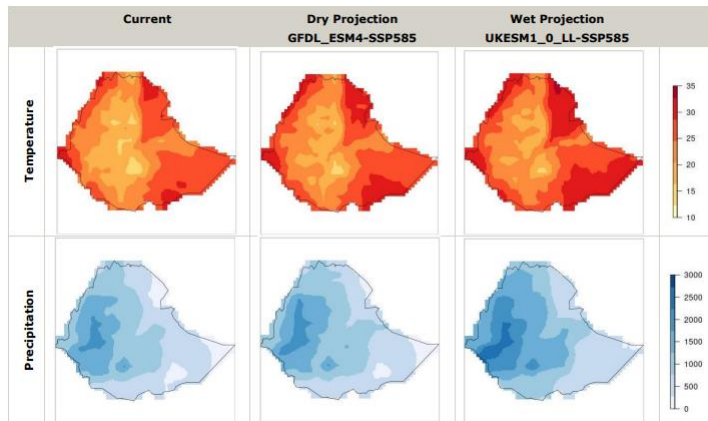 Current
Dry Projection
GFDL_ESM4-SSP585
Wet Projection
UKESM1_0_LL-SSP585
Temperature
35
30
25
20
15
10
Precipitation
3000
2500
2000
1500
1000
500
0